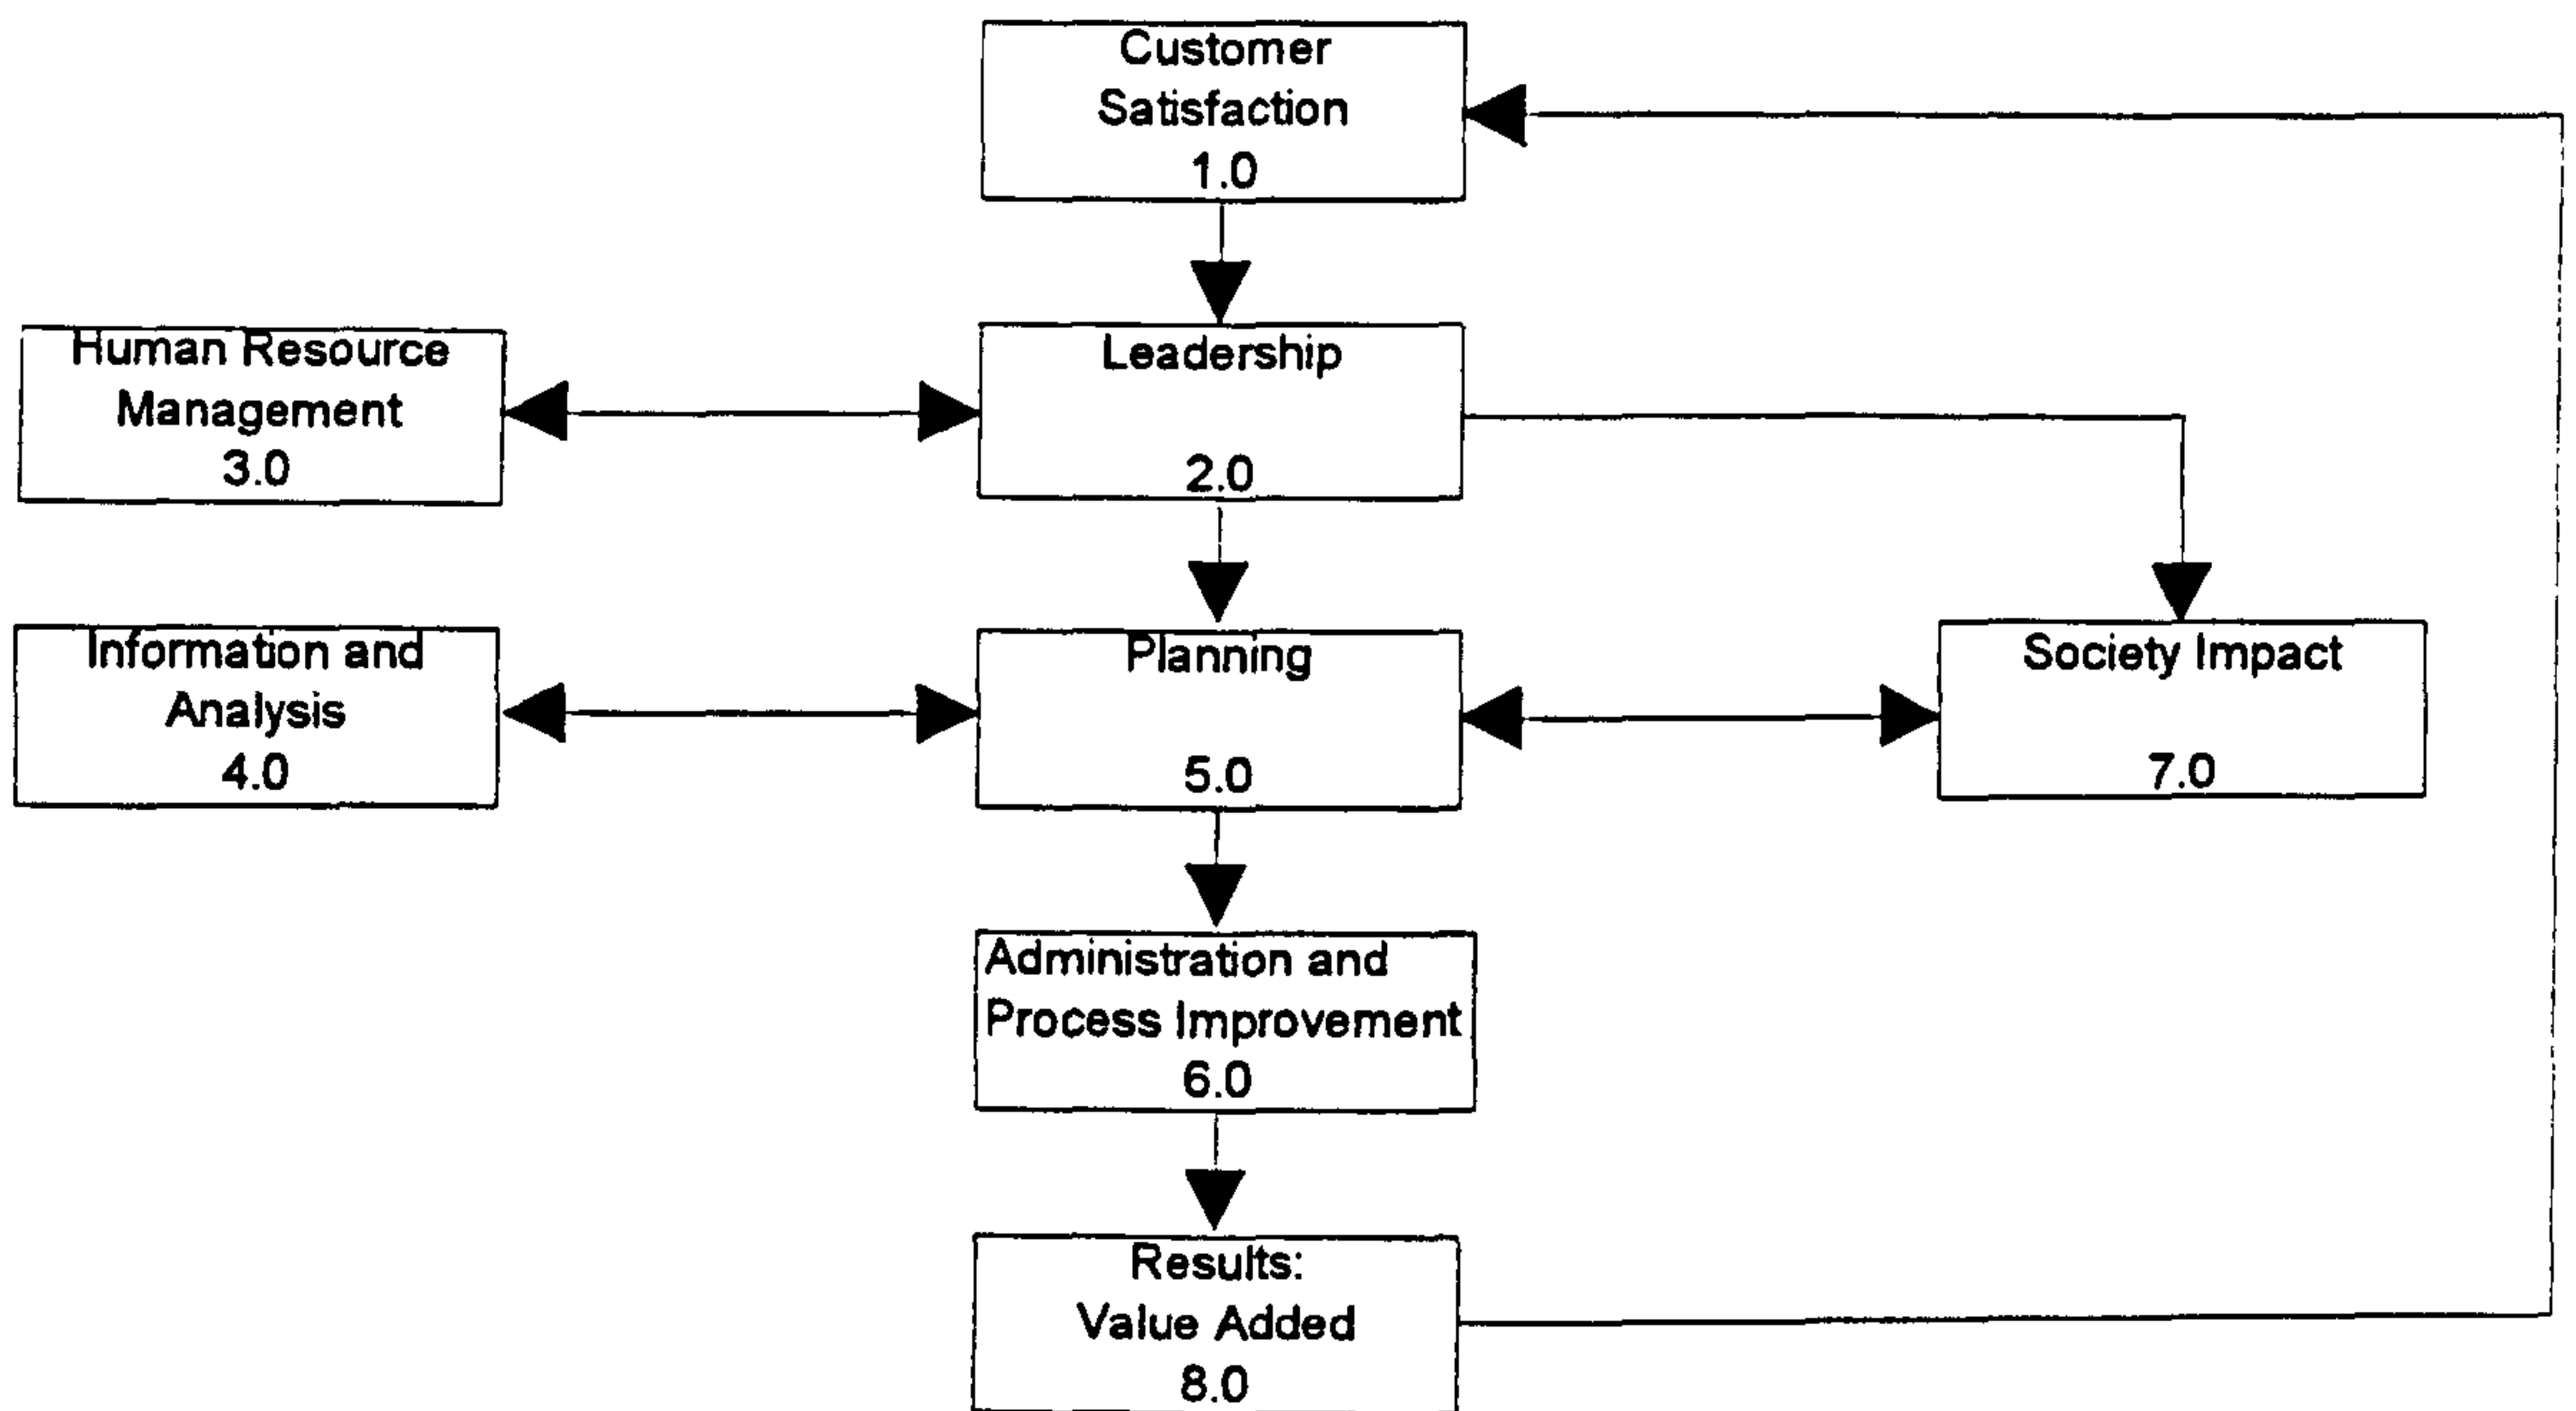 Customer
Satisfaction
1.0
Human Resource
Management
3.0
Leadership
2.0
Information and
Analysis
4.0
Planning
5.0
Society Impact
7.0
Administration and
Process Improvement
6.0
Results:
Value Added
8.0